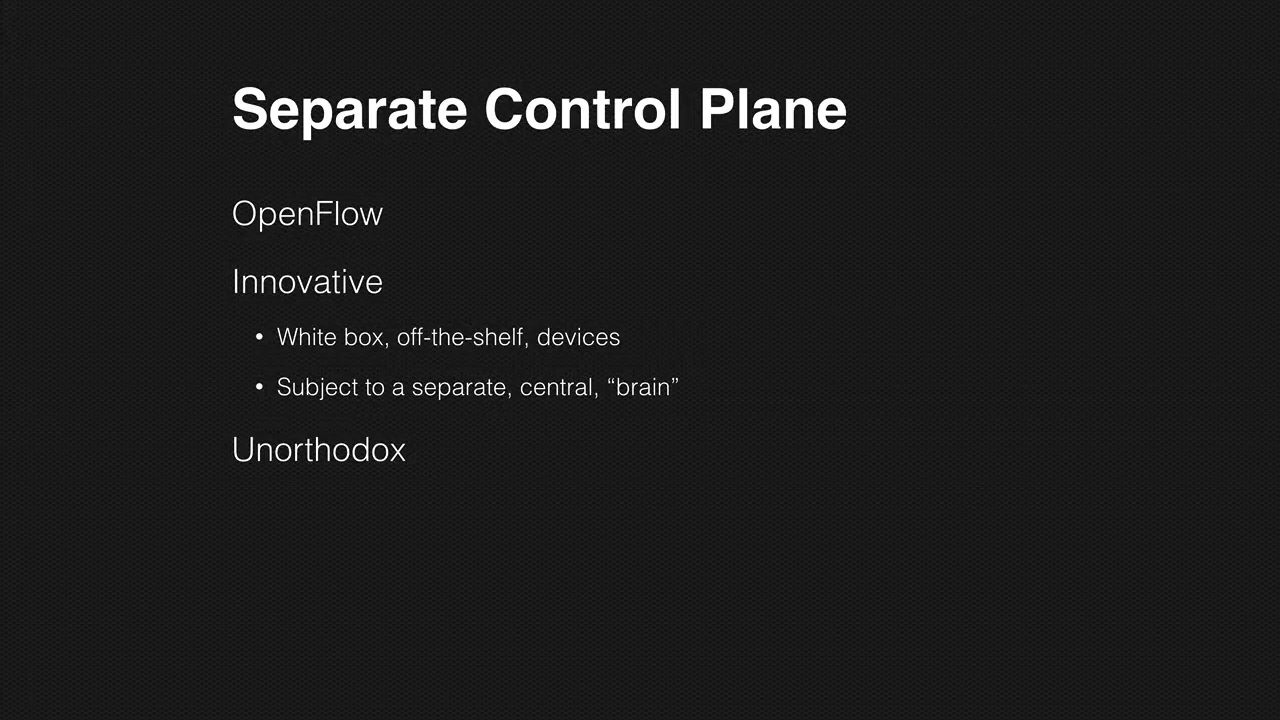 Separate Control Plane
OpenFlow
Innovative
• White box, off-the-shelf, devices
• Subject to a separate, central, “brain”
Unorthodox